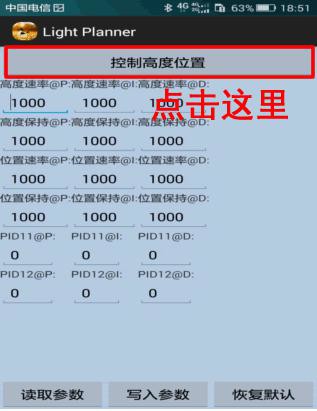 中国电信 4G 4G 63% 18:51
Light Planner
控制高度位置
高度速率@P: 高度速率@I: 高度速率@D:
1000 1000 1000
点击这里
高度保持@P: 高度保持@I: 高度保持@D:
1000 1000 1000
位置速率@P: 位置速率@I: 位置速率@D:
1000 1000 1000
位置保持@P: 位置保持@I: 位置保持@D:
1000 1000 1000
PID11@P: PID11@I: PID11@D:
0 0 0
PID12@P: PID12@I: PID12@D:
0 0 0
读取参数 写入参数 恢复默认